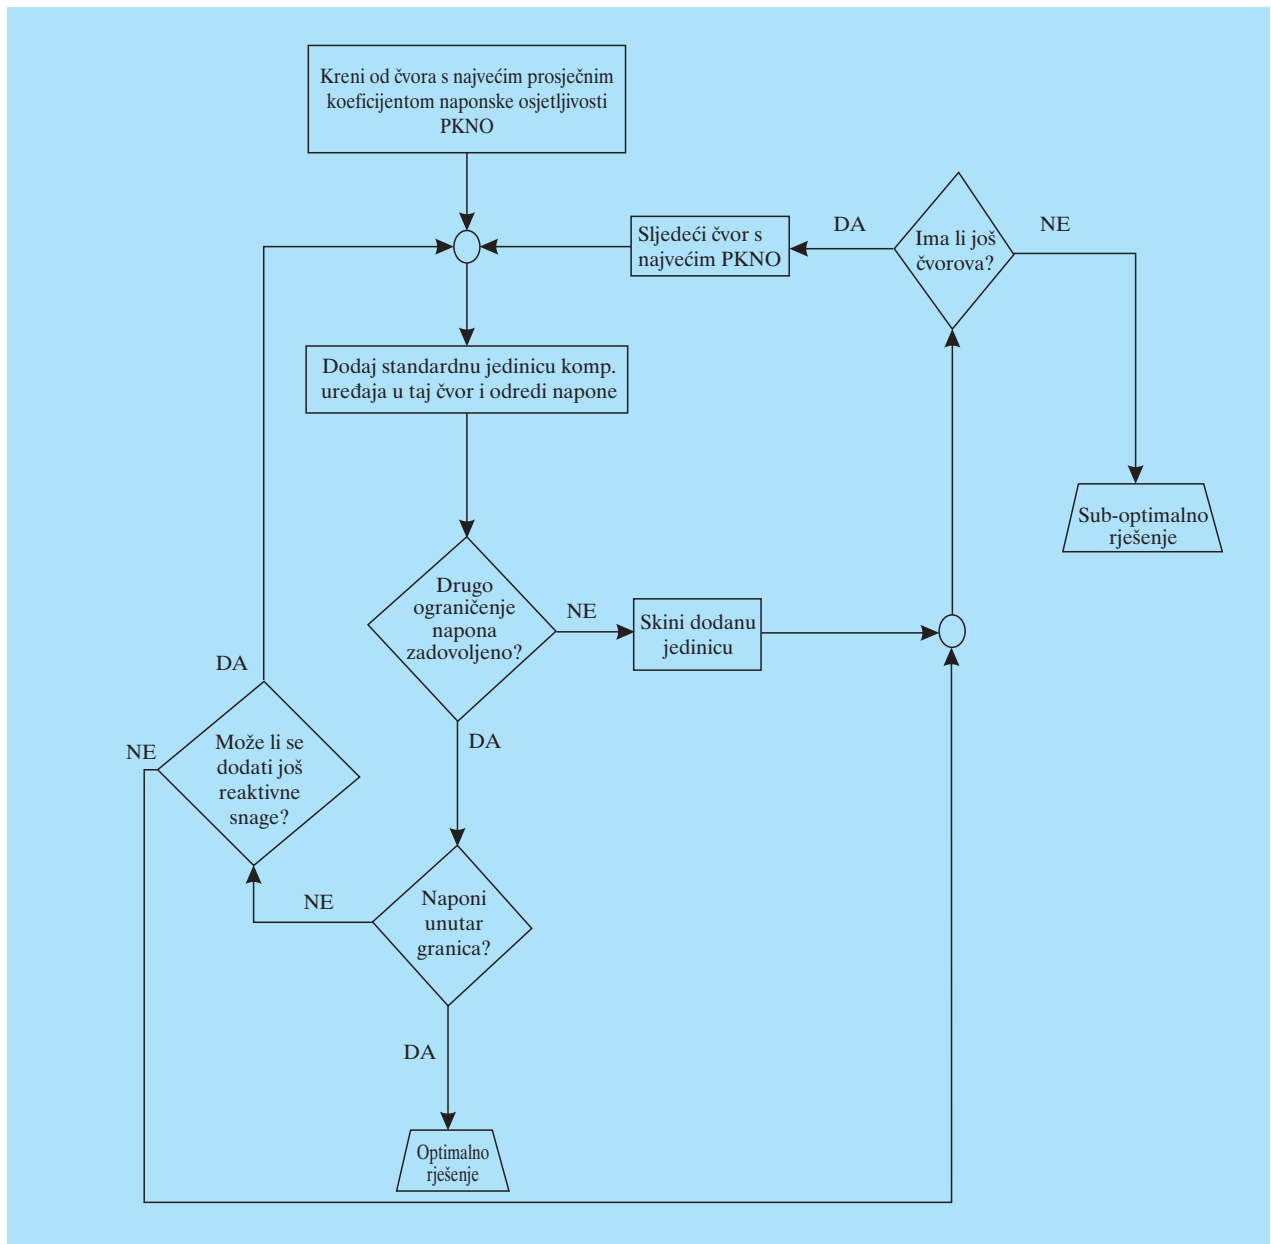 Kreni od čvora s najvećim prosječnim
koeficijentom naponske osjetljivosti
PKNO
Sljedeći čvor s
najvećim PKNO
DA
Ima li još
čvorova?
NE
Dodaj standardnu jedinicu komp.
uređaja u taj čvor i odredi napone
Sub-optimalno
rješenje
Drugo
ograničenje
napona
zadovoljeno?
NE
Skini dodanu
jedinicu
DA
DA
NE
Može li se
dodati još
reaktivne
snage?
NE
Naponi
unutar
granica?
DA
Optimalno
rješenje